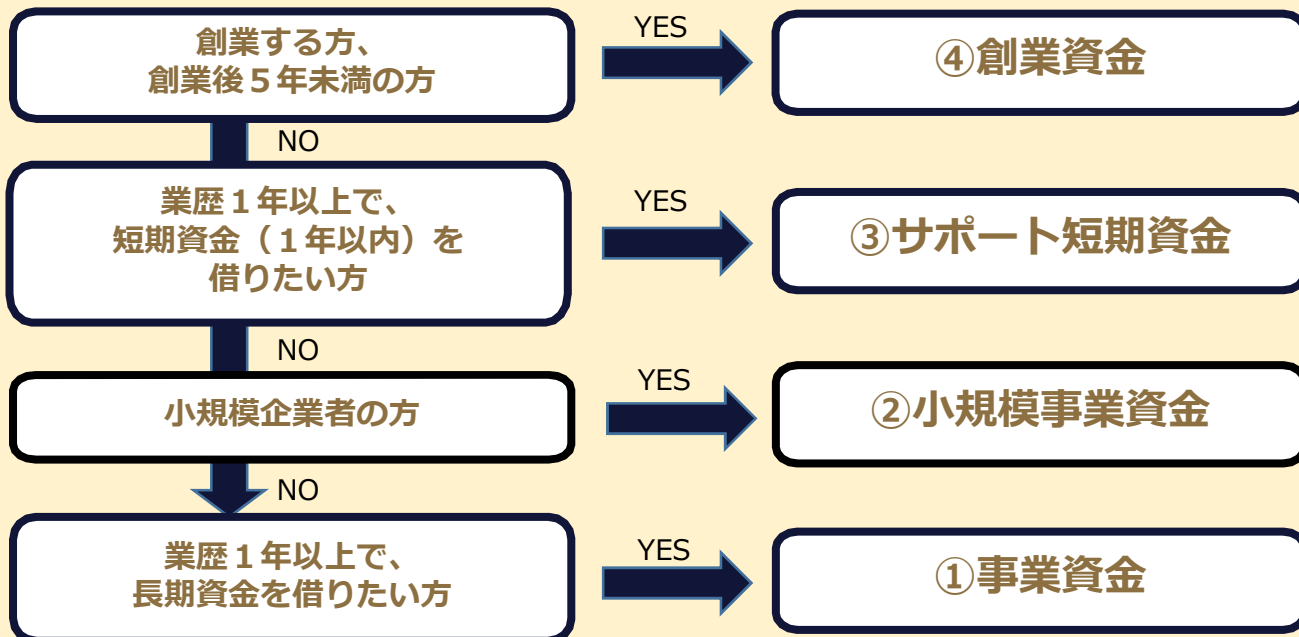 創業する方、
創業後５年未満の方
YES
④創業資金
NO
業歴１年以上で、
短期資金（１年以内）を
借りたい方
YES
③サポート短期資金
NO
小規模企業者の方
YES
②小規模事業資金
NO
業歴１年以上で、
長期資金を借りたい方
YES
①事業資金